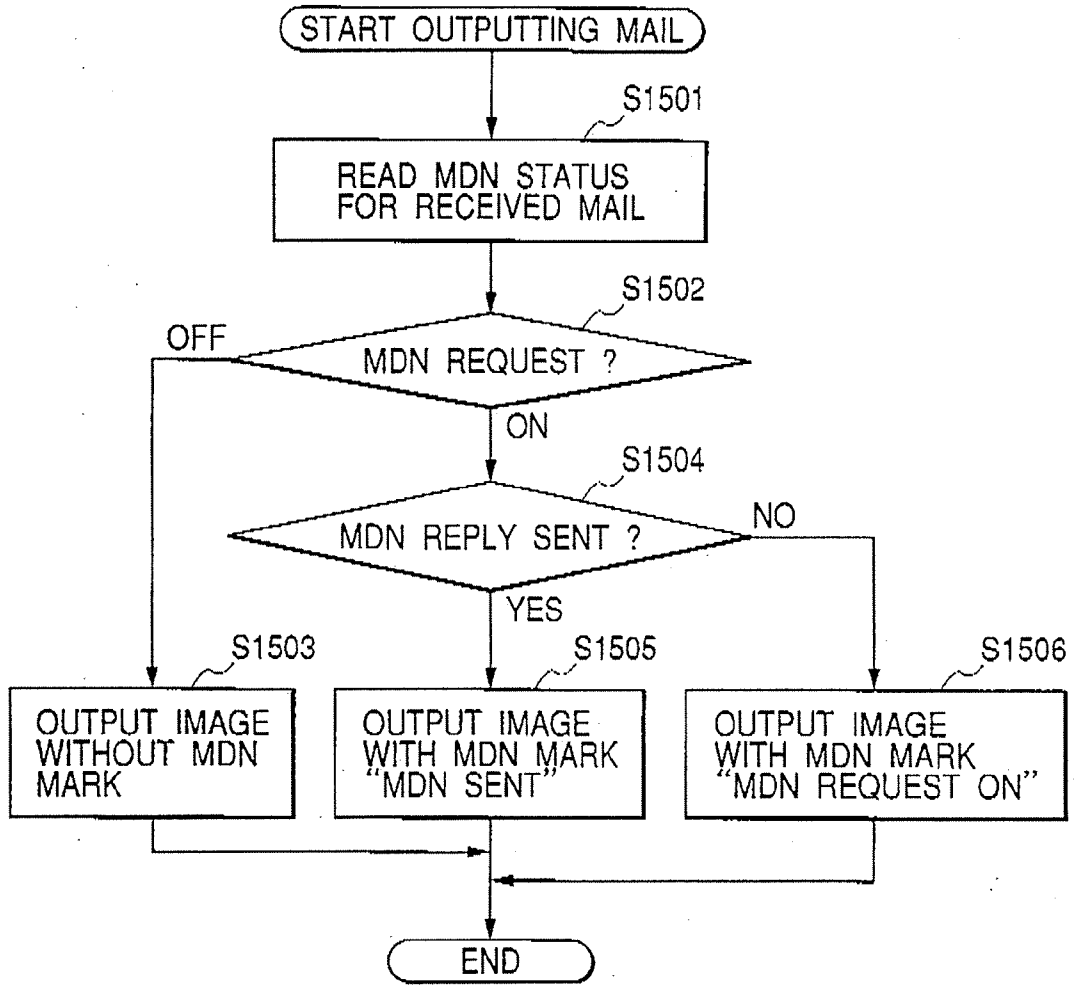 START OUTPUTTING MAIL
S1501
READ MDN STATUS
FOR RECEIVED MAIL
S1502
OFF
MDN REQUEST ?
ON
S1504
MDN REPLY SENT ?
NO
YES
S1503
OUTPUT IMAGE
WITHOUT MDN
MARK
S1505
OUTPUT IMAGE
WITH MDN MARK
“MDN SENT”
S1506
OUTPUT IMAGE
WITH MDN MARK
“MDN REQUEST ON”
END